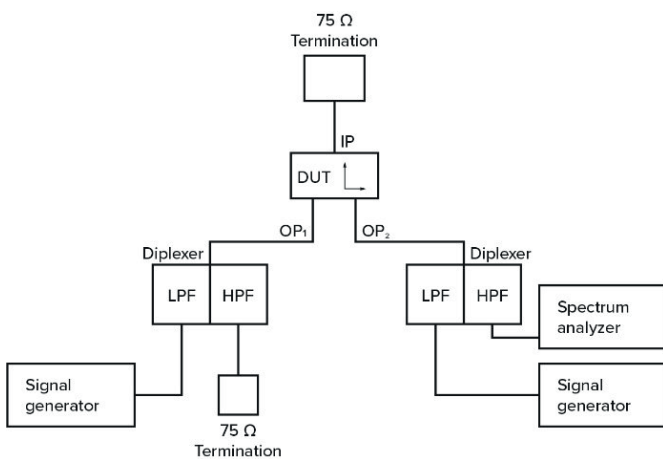 75 Ω
Termination
IP
DUT
OP₁
OP₂
Diplexer
Diplexer
LPF
HPF
LPF
HPF
Spectrum
analyzer
Signal
generator
Signal
generator
75 Ω
Termination